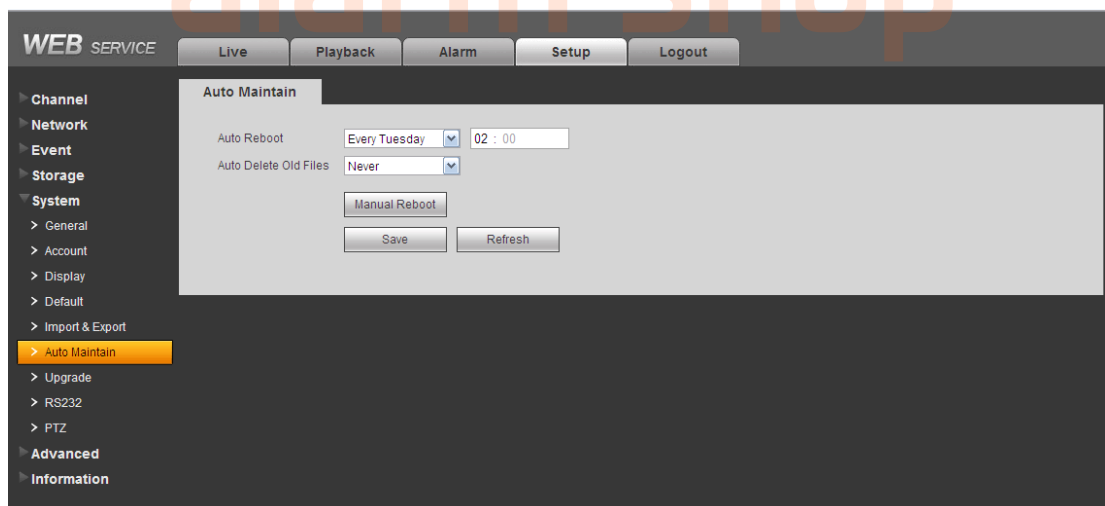 alarm shop
WEB SERVICE
Live Playback Alarm Setup Logout
Channel
Network
Event
Storage
System
> General
> Account
> Display
> Default
> Import & Export
> Auto Maintain
> Upgrade
> RS232
> PTZ
Advanced
Information
Auto Maintain
Auto Reboot Every Tuesday 02 : 00
Auto Delete Old Files Never
Manual Reboot
Save Refresh